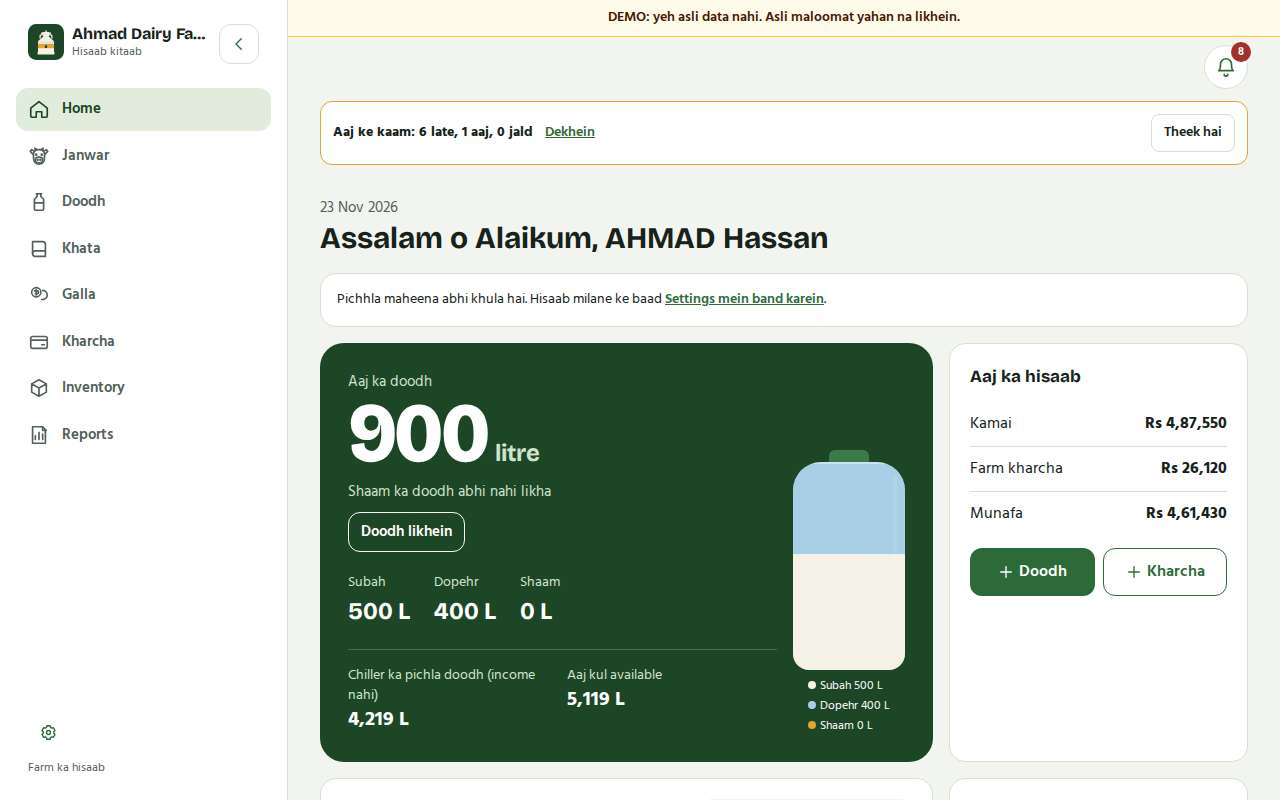 DEMO: yeh asli data nahi. Asli maloomat yahan na likhein.
Ahmad Dairy Fa...
Hisaab kitaab
8
Home
Janwar
Doodh
Khata
Galla
Kharcha
Inventory
Reports
Farm ka hisaab
Aaj ke kaam: 6 late, 1 aaj, 0 jald Dekhein
Theek hai
23 Nov 2026
Assalam o Alaikum, AHMAD Hassan
Pichhla maheena abhi khula hai. Hisaab milane ke baad Settings mein band karein.
Aaj ka doodh
900 litre
Shaam ka doodh abhi nahi likha
Doodh likhein
Subah Dopehr Shaam
500 L 400 L 0 L
Chiller ka pichla doodh (income
nahi)
4,219 L
Aaj kul available
5,119 L
Subah 500 L
Dopehr 400 L
Shaam 0 L
Aaj ka hisaab
Kamai Rs 4,87,550
Farm kharcha Rs 26,120
Munafa Rs 4,61,430
+ Doodh
+ Kharcha